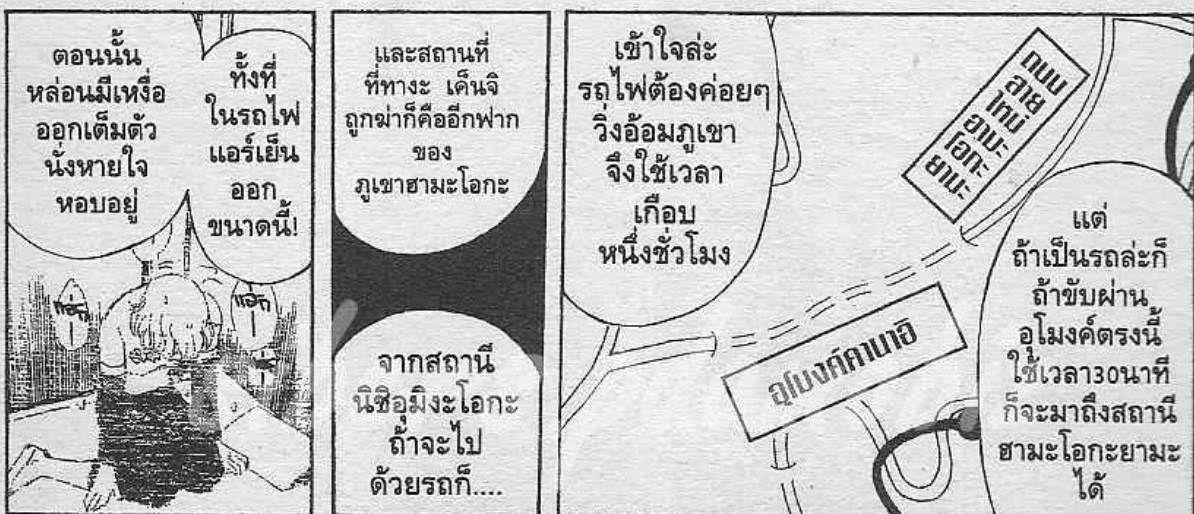 ตอนนั้น
หล่อนมีเหงื่อ
ออกเต็มตัว
นั่งหายใจ
หอบอยู่
ทั้งที่
ในรถไฟ
แอร์เย็น
ออก
ขนาดนี้!
แฮก
แฮก
และสถานที่
ที่ทางะ เค็นจิ
ถูกฆ่าก็คืออีกฟาก
ของ
ภูเขาฮามะโอกะ
จากสถานี
นิชิอุมิงะโอกะ
ถ้าจะไป
ด้วยรถก็....
เข้าใจล่ะ
รถไฟต้องค่อยๆ
วิ่งอ้อมภูเขา
จึงใช้เวลา
เกือบ
หนึ่งชั่วโมง
ถนน
สาย
ใหม่
ฮามะ
โอกะ
ยามะ
อุโมงค์คานาอิ
แต่
ถ้าเป็นรถล่ะก็
ถ้าขับผ่าน
อุโมงค์ตรงนี้
ใช้เวลา30นาที
ก็จะมาถึงสถานี
ฮามะโอกะยามะ
ได้